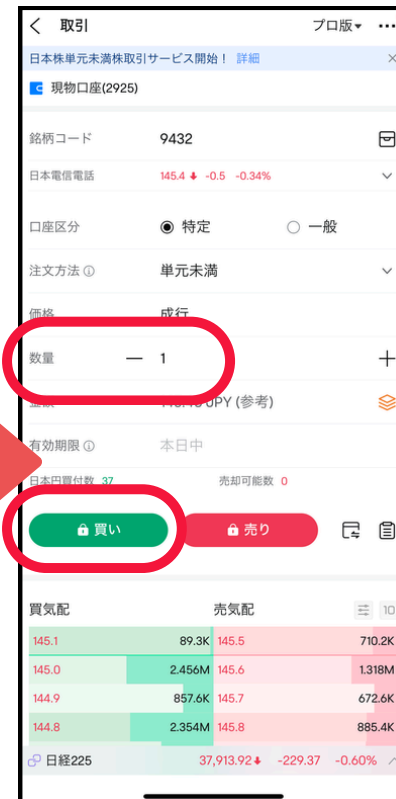 取引 プロ版▾ •••
日本株単元未満株取引サービス開始！ 詳細 ×
現物口座(2925)
銘柄コード 9432
日本電信電話 145.4 -0.5 -0.34%
口座区分 特定 一般
注文方法 単元未満
価格 成行
数量 — 1 +
JPY (参考)
有効期限 本日中
日本円買付数 37 売却可能数 0
買い 売り
買気配 売気配 10
145.1 89.3K 145.5 710.2K
145.0 2.456M 145.6 1.318M
144.9 857.6K 145.7 672.6K
144.8 2.354M 145.8 885.4K
日経225 37,913.92 -229.37 -0.60%